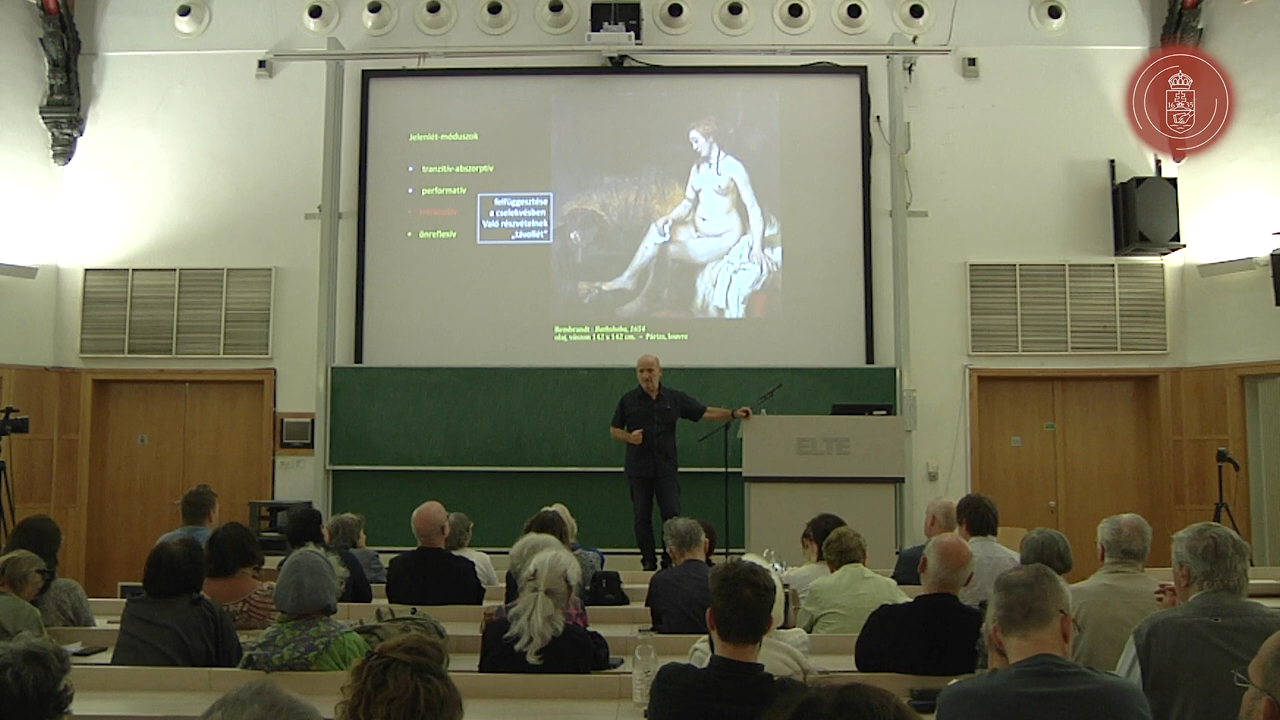 Jelenlét-móduszok
• tranzitív-abszorptív
• performatív
• önreflexív
felfüggesztése
a cselekvésben
Való részvételnek
„távollét"
Rembrandt : Bethsheba, 1654
olaj, vászon 142 x 142 cm. – Párizs, louvre
ELTE